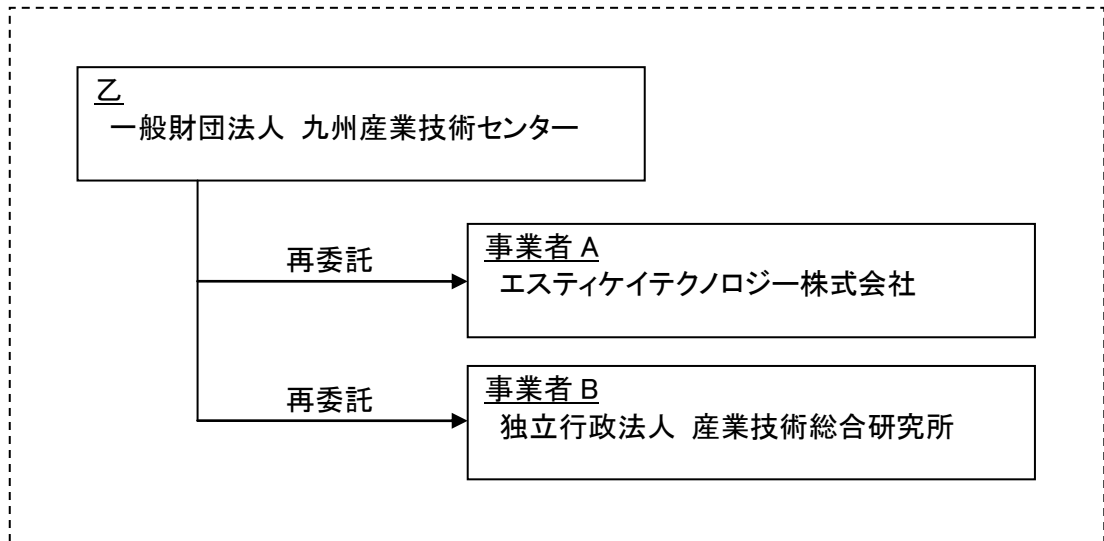 乙
一般財団法人 九州産業技術センター
再委託
事業者 A
エスティケイテクノロジー株式会社
再委託
事業者 B
独立行政法人 産業技術総合研究所